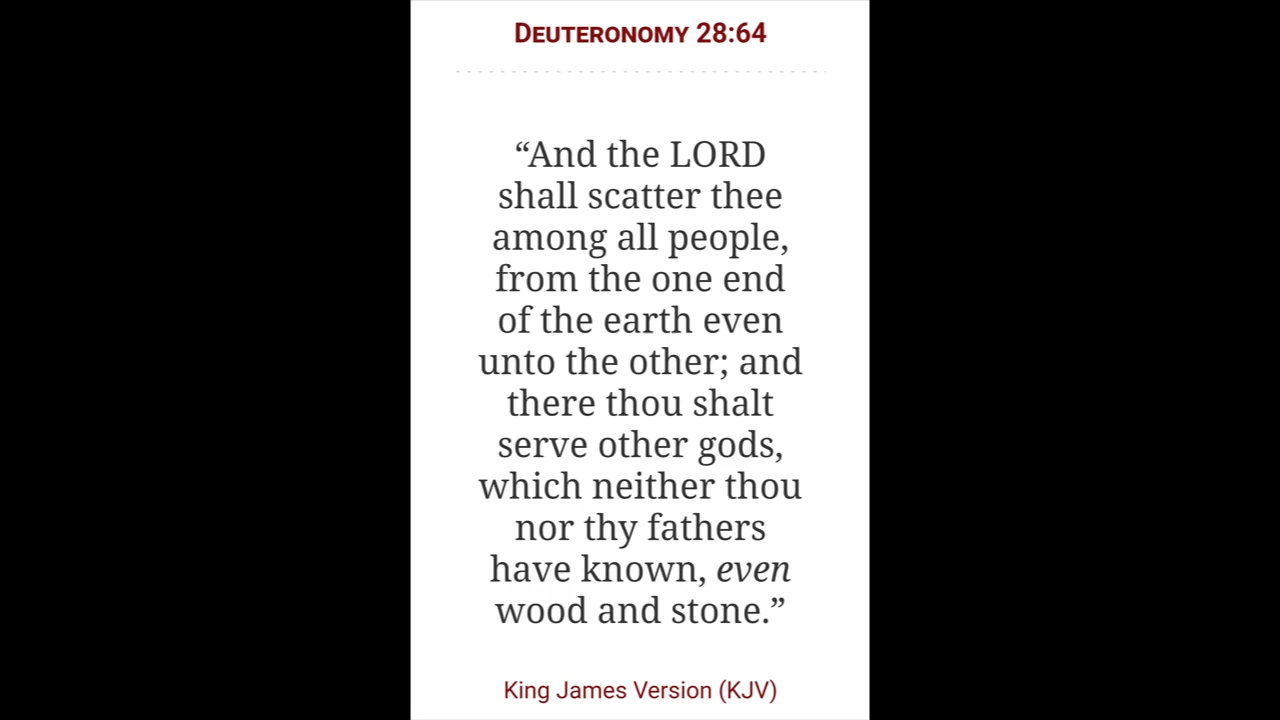 DEUTERONOMY 28:64
“And the LORD
shall scatter thee
among all people,
from the one end
of the earth even
unto the other; and
there thou shalt
serve other gods,
which neither thou
nor thy fathers
have known, even
wood and stone.”
King James Version (KJV)